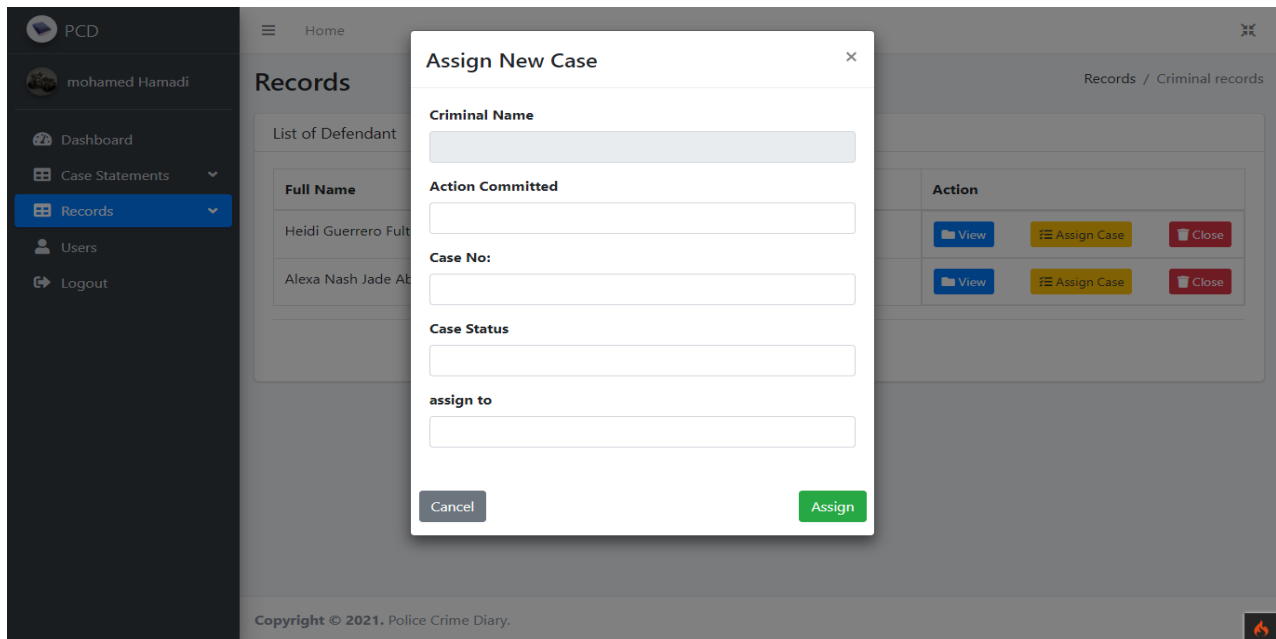 PCD
Home
mohamed Hamadi
Dashboard
Case Statements
Records
Users
Logout
Records
Records / Criminal records
List of Defendant
Full Name
Action
Heidi Guerrero Fult
View
Assign Case
Close
Alexa Nash Jade Ab
View
Assign Case
Close
Assign New Case
×
Criminal Name
Action Committed
Case No:
Case Status
assign to
Cancel
Assign
Copyright © 2021. Police Crime Diary.